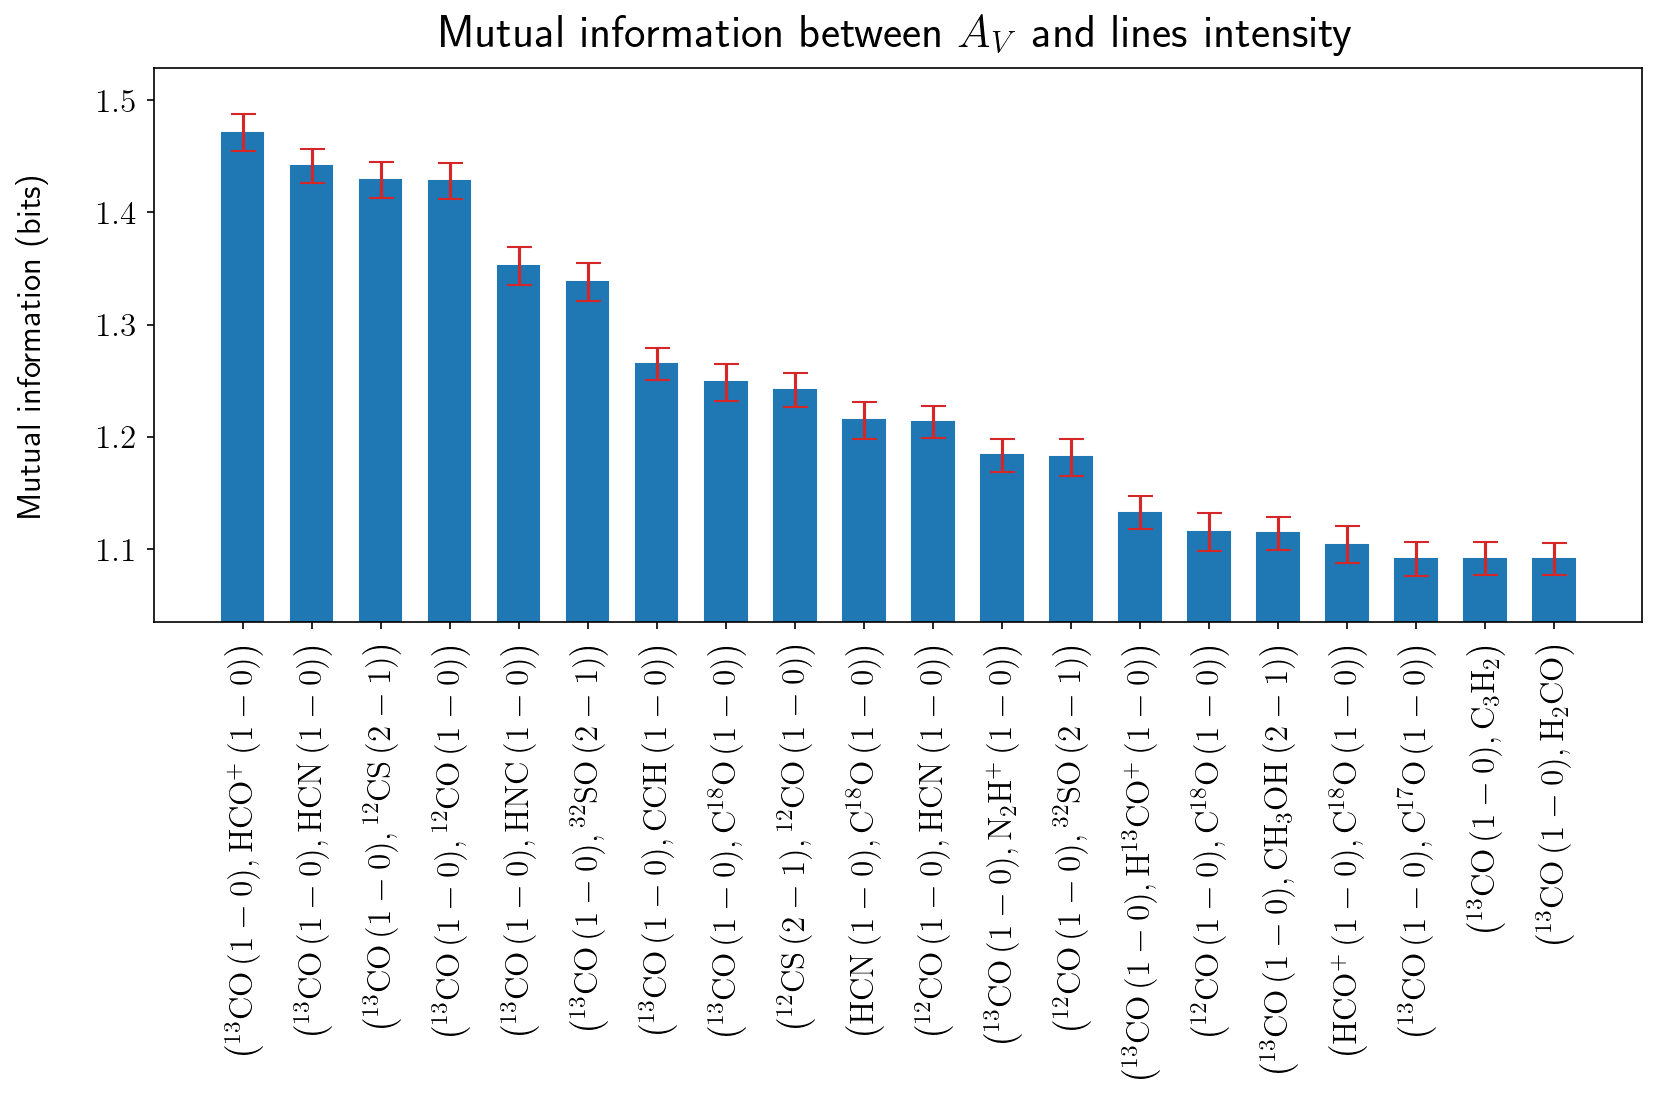 Mutual information between A_V and lines intensity
Mutual information (bits)
1.5
1.4
1.3
1.2
1.1
(¹³CO (1 − 0), HCO⁺ (1 − 0))
(¹³CO (1 − 0), HCN (1 − 0))
(¹³CO (1 − 0), ¹²CS (2 − 1))
(¹³CO (1 − 0), ¹²CO (1 − 0))
(¹³CO (1 − 0), HNC (1 − 0))
(¹³CO (1 − 0), ³²SO (2 − 1))
(¹³CO (1 − 0), CCH (1 − 0))
(¹³CO (1 − 0), C¹⁸O (1 − 0))
(¹²CS (2 − 1), ¹²CO (1 − 0))
(HCN (1 − 0), C¹⁸O (1 − 0))
(¹²CO (1 − 0), HCN (1 − 0))
(¹³CO (1 − 0), N₂H⁺ (1 − 0))
(¹²CO (1 − 0), ³²SO (2 − 1))
(¹³CO (1 − 0), H¹³CO⁺ (1 − 0))
(¹²CO (1 − 0), C¹⁸O (1 − 0))
(¹³CO (1 − 0), CH₃OH (2 − 1))
(HCO⁺ (1 − 0), C¹⁸O (1 − 0))
(¹³CO (1 − 0), C¹⁷O (1 − 0))
(¹³CO (1 − 0), C₃H₂)
(¹³CO (1 − 0), H₂CO)